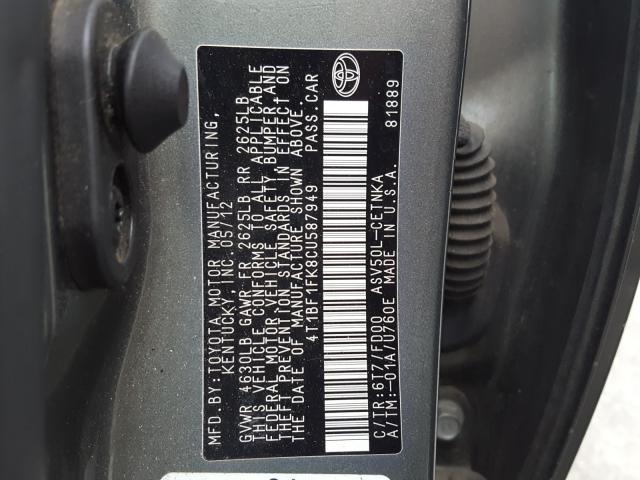 MFD.BY:TOYOTA MOTOR MANUFACTURING,
KENTUCKY, INC. 09/12
GVWR 4630LB GAWR FR 2625LB RR 2625LB
THIS VEHICLE CONFORMS TO ALL APPLICABLE
FEDERAL MOTOR VEHICLE SAFETY, BUMPER AND
THEFT PREVENTION STANDARDS IN EFFECT ON
THE DATE OF MANUFACTURE SHOWN ABOVE.
4T1BF1FK8CU587949 PASS.CAR
C/TR:6T7/FD00 ASV50L-CETNKA
A/TM:-01A/U760E MADE IN U.S.A.
81889